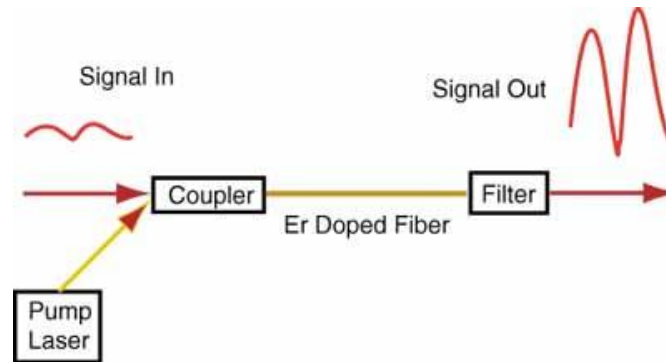 Signal In
Signal Out
Coupler
Filter
Er Doped Fiber
Pump
Laser